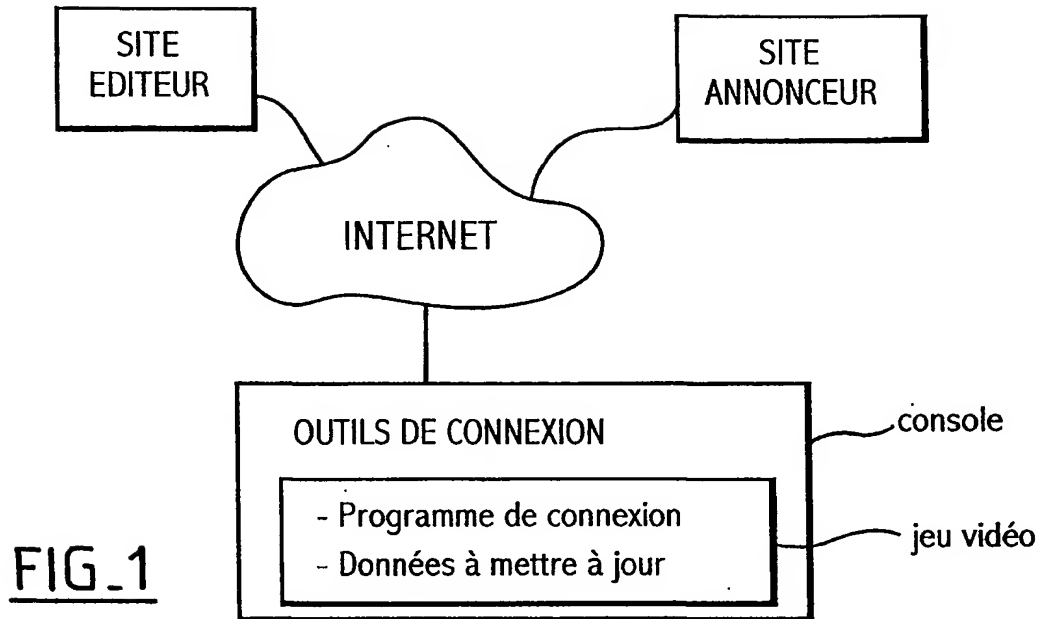 SITE
EDITEUR
SITE
ANNONCEUR
INTERNET
OUTILS DE CONNEXION
console
- Programme de connexion
- Données à mettre à jour
jeu vidéo
FIG_1